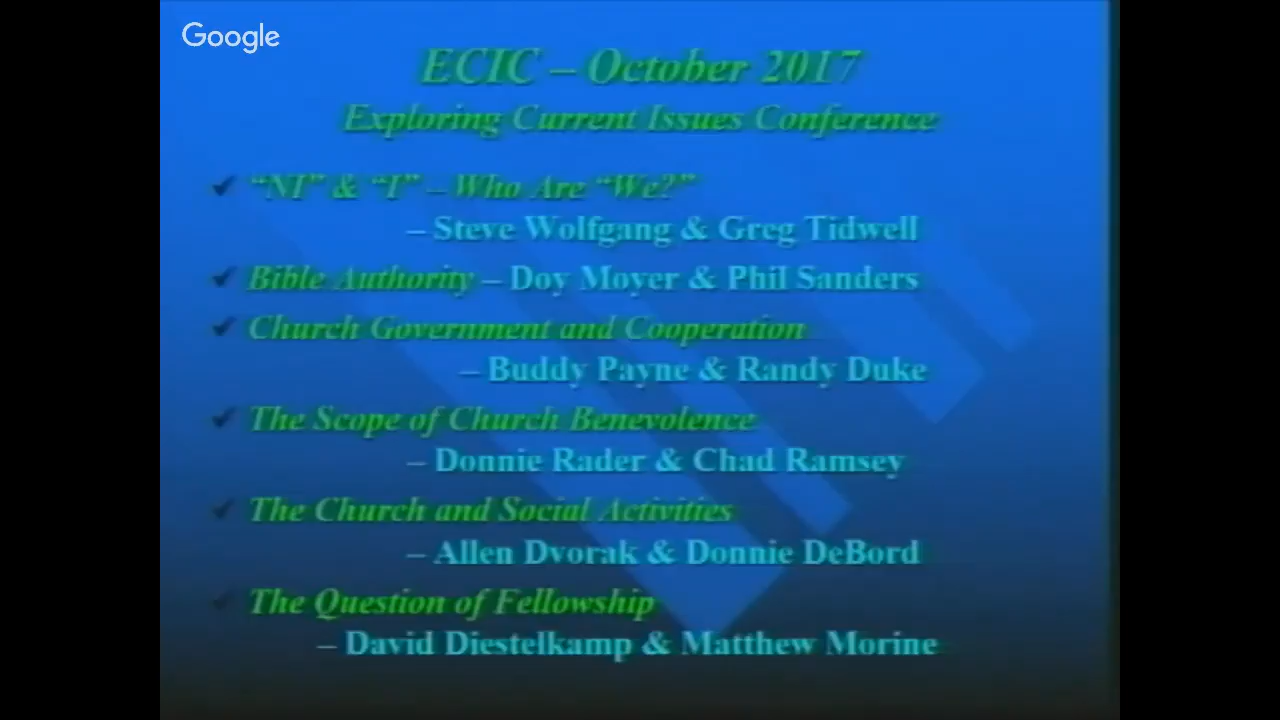 Google
ECIC – October 2017
Exploring Current Issues Conference
✓ “NI” & “I” – Who Are “We?”
– Steve Wolfgang & Greg Tidwell
✓ Bible Authority – Doy Moyer & Phil Sanders
✓ Church Government and Cooperation
– Buddy Payne & Randy Duke
✓ The Scope of Church Benevolence
– Donnie Rader & Chad Ramsey
✓ The Church and Social Activities
– Allen Dvorak & Donnie DeBord
✓ The Question of Fellowship
– David Diestelkamp & Matthew Morine